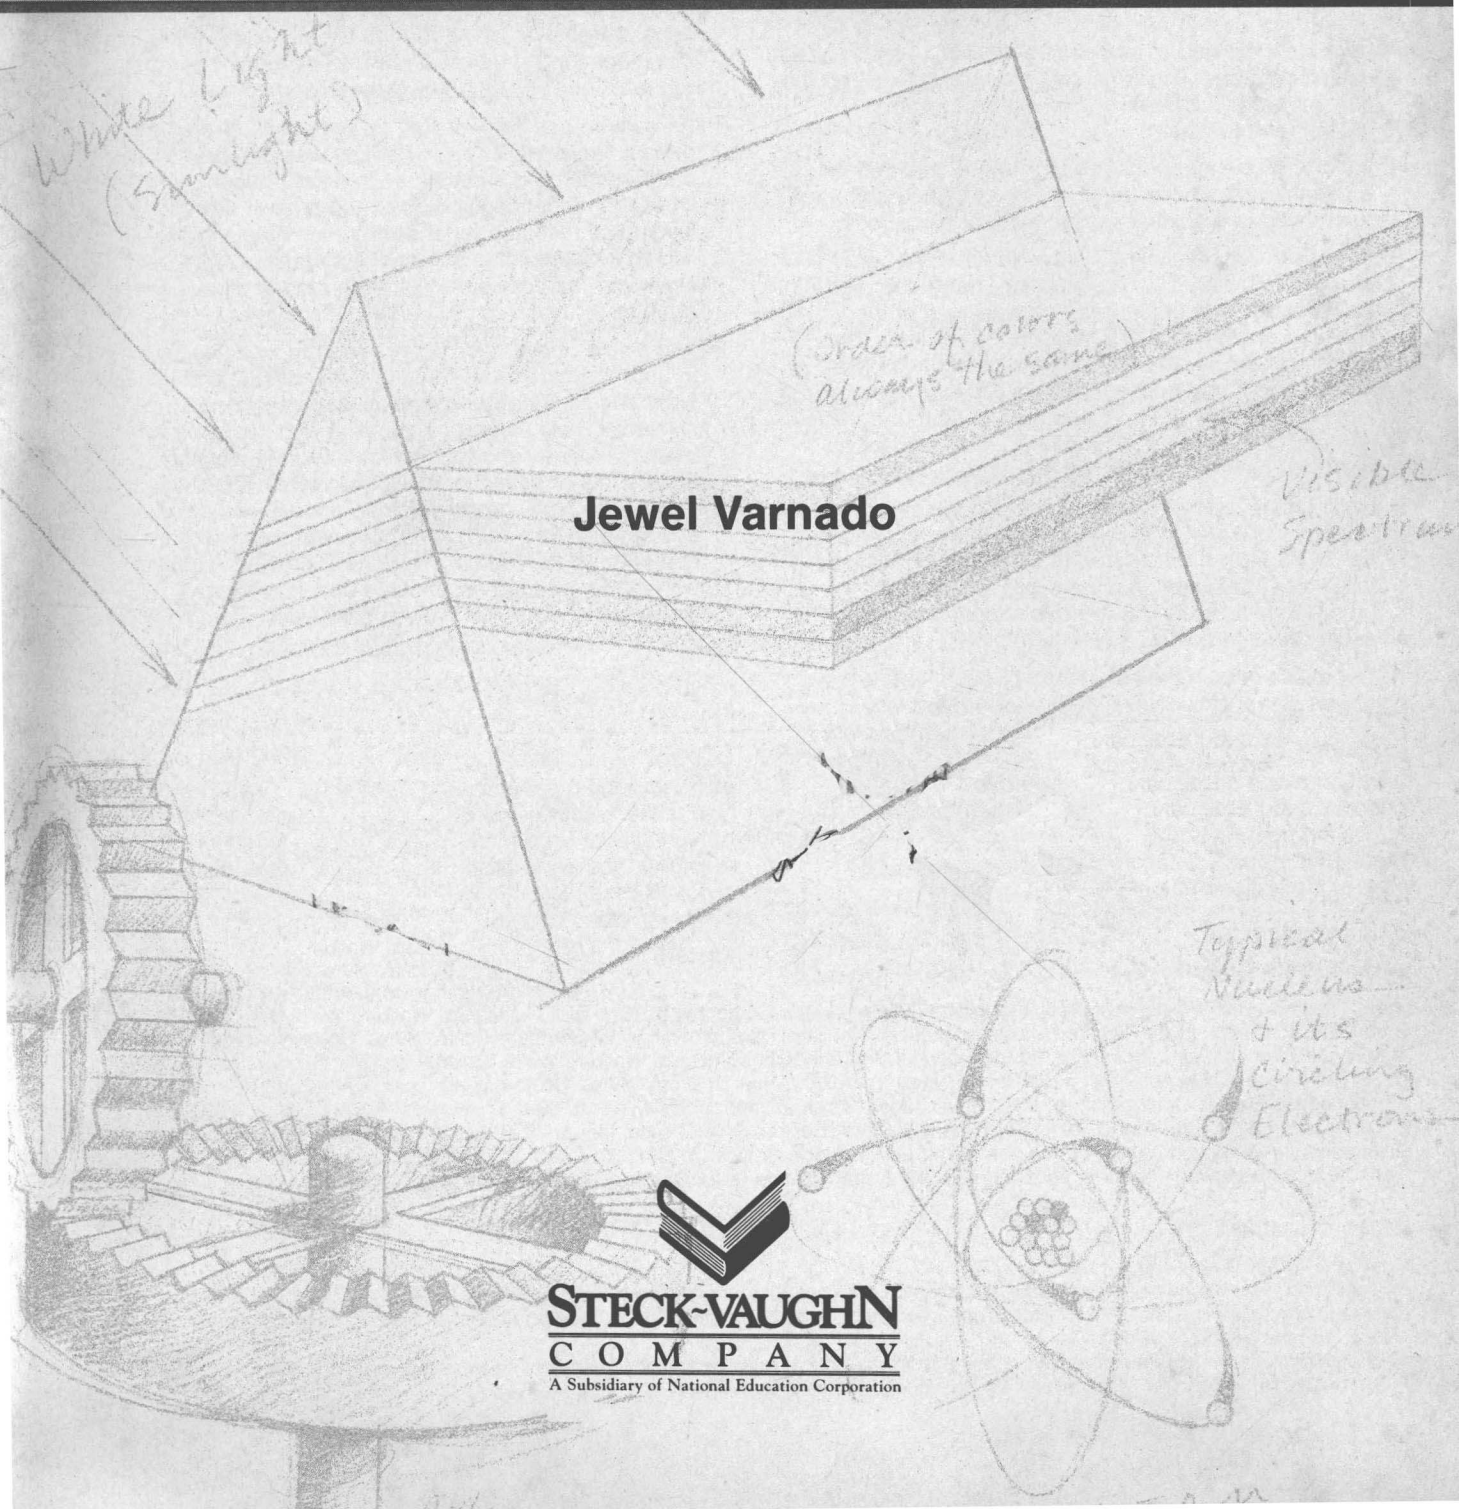 White Light
(Sunlight)
(Order of colors
always the same)
Visible
Spectrum
Jewel Varnado
Typical
Nucleus
& its
Circling
Electrons
STECK-VAUGHN
COMPANY
A Subsidiary of National Education Corporation